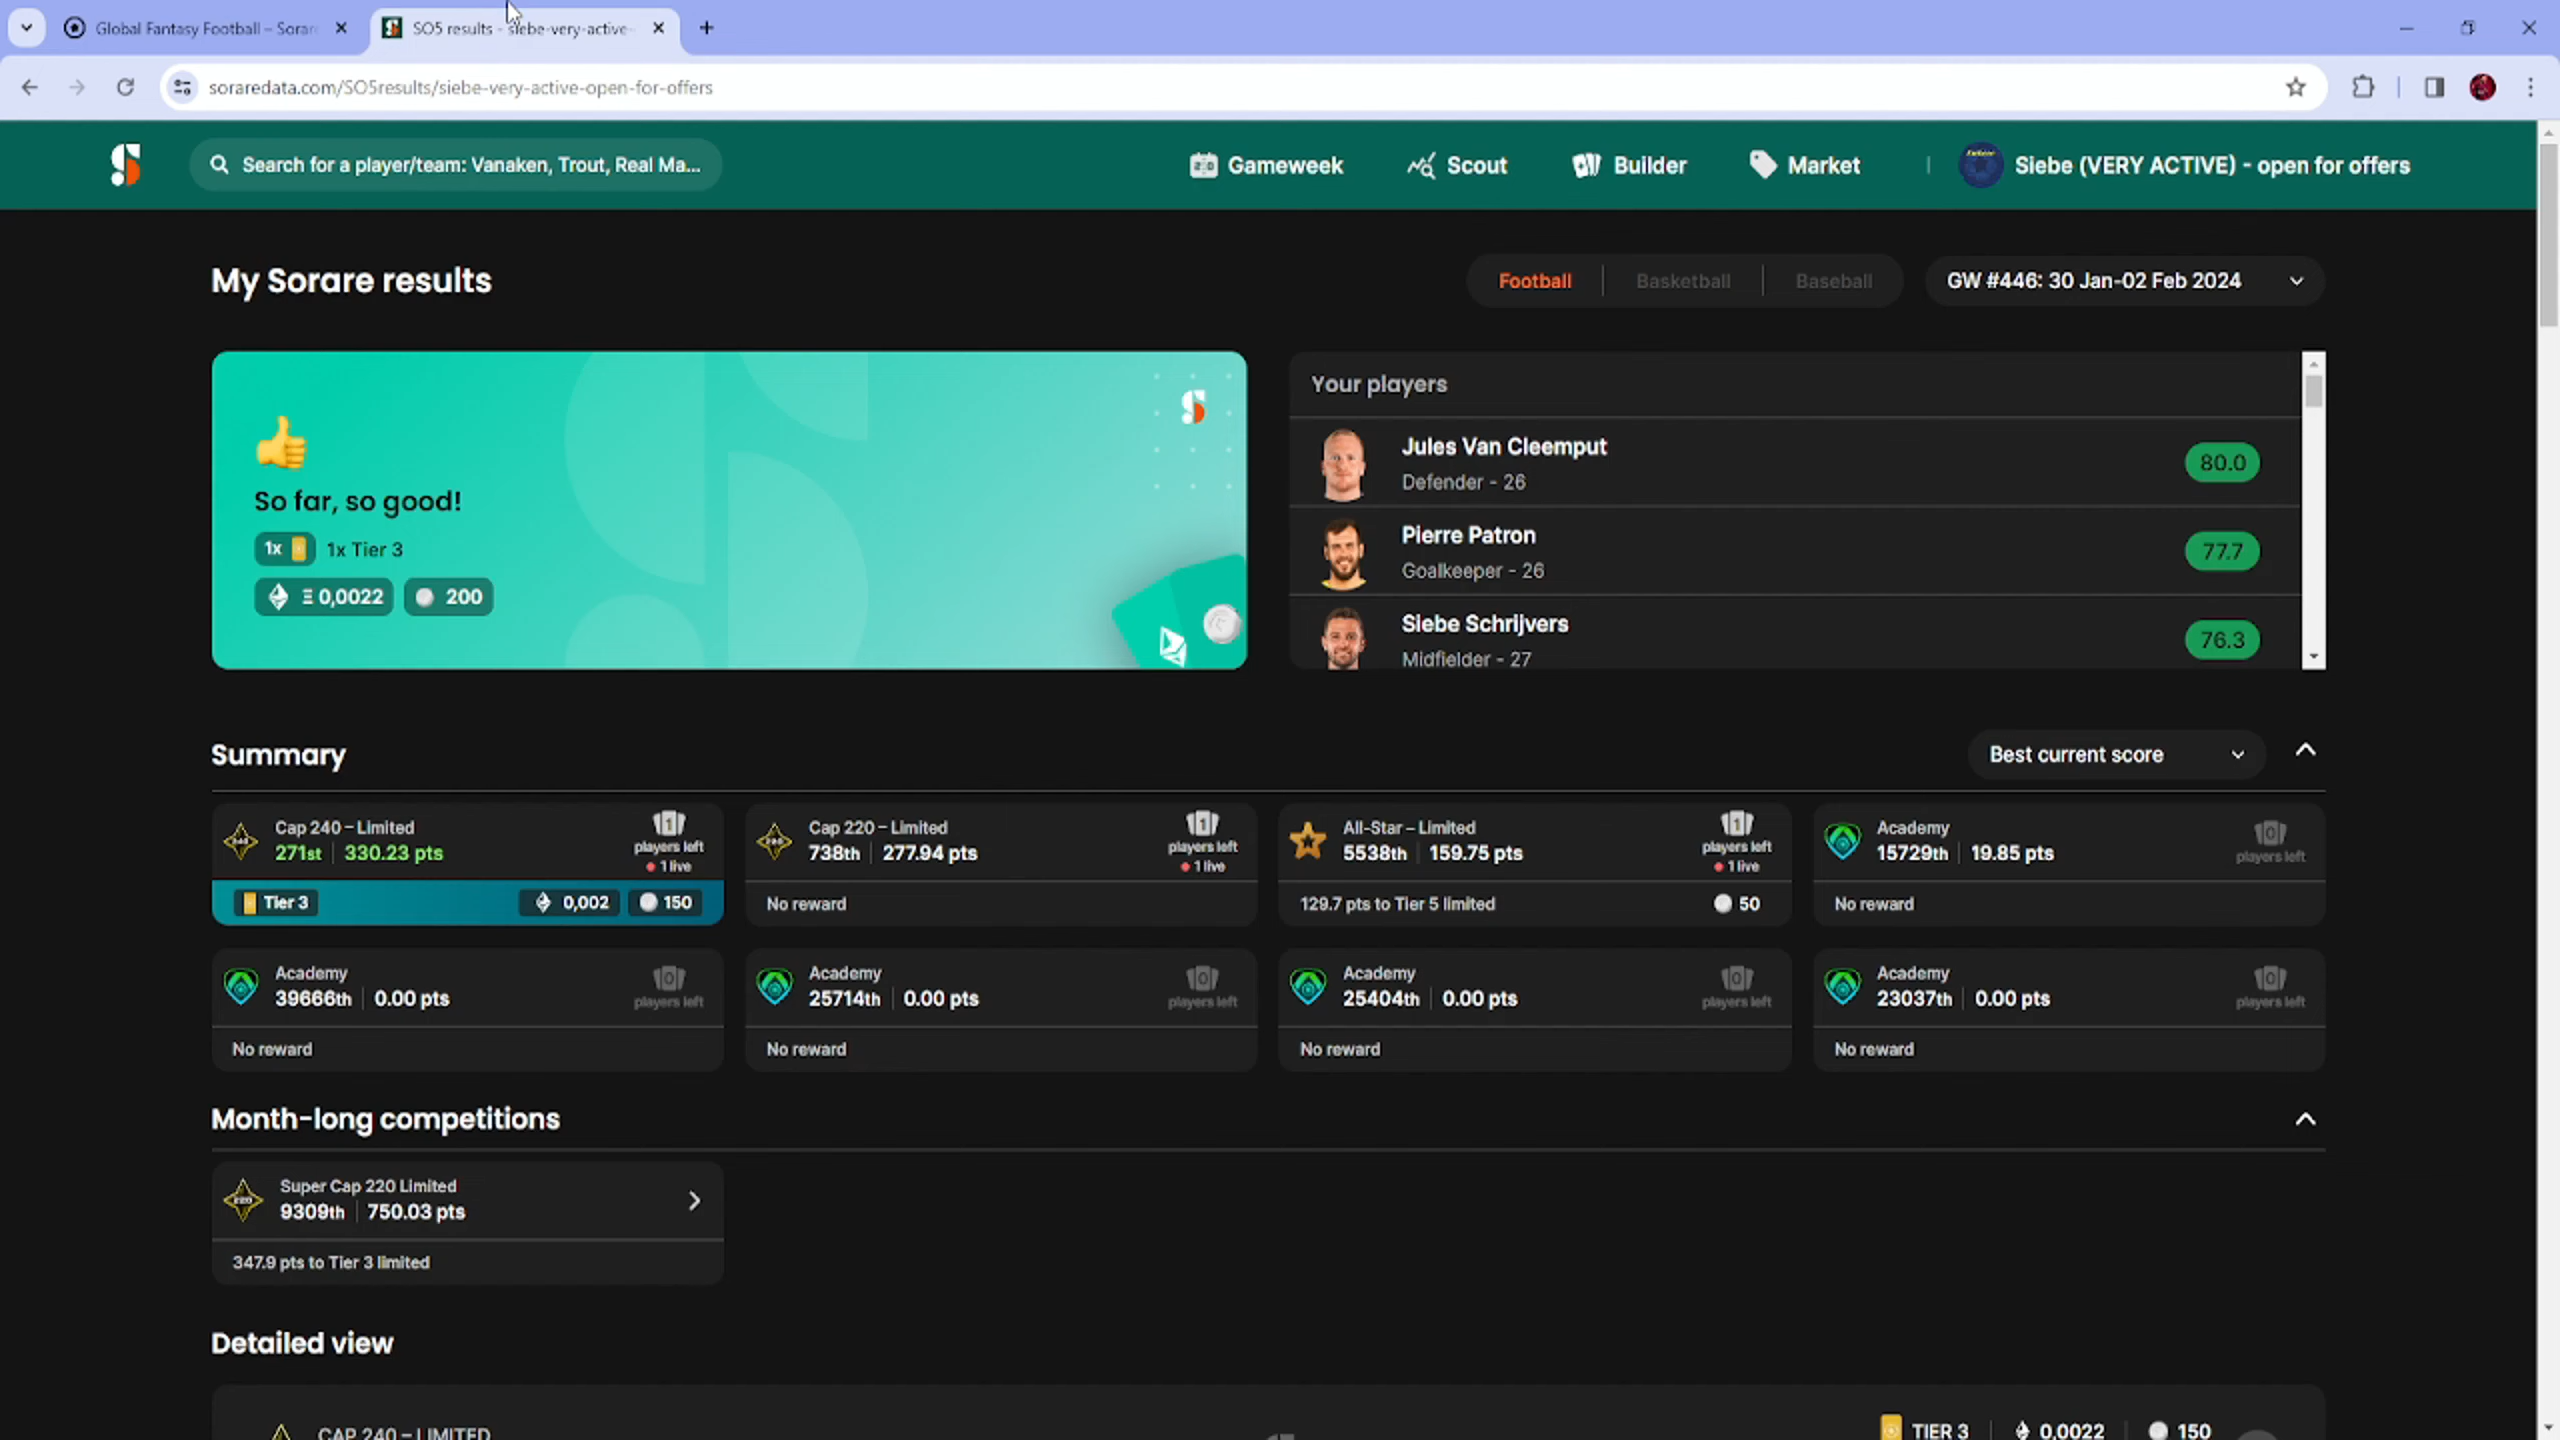 Global Fantasy Football – Sorar
SO5 results - siebe-very-active-
soraredata.com/SO5results/siebe-very-active-open-for-offers
Search for a player/team: Vanaken, Trout, Real Ma...
Gameweek
Scout
Builder
Market
Siebe (VERY ACTIVE) - open for offers
My Sorare results
Football
Basketball
Baseball
GW #446: 30 Jan-02 Feb 2024
So far, so good!
1x
1x Tier 3
Ξ 0,0022
200
Your players
Jules Van Cleemput
Defender - 26
80.0
Pierre Patron
Goalkeeper - 26
77.7
Siebe Schrijvers
Midfielder - 27
76.3
Summary
Best current score
Cap 240 – Limited
271st | 330.23 pts
1
players left
1 live
Tier 3
0,002
150
Cap 220 – Limited
738th | 277.94 pts
1
players left
1 live
No reward
All-Star – Limited
5538th | 159.75 pts
1
players left
1 live
129.7 pts to Tier 5 limited
50
Academy
15729th | 19.85 pts
0
players left
No reward
Academy
39666th | 0.00 pts
0
players left
No reward
Academy
25714th | 0.00 pts
0
players left
No reward
Academy
25404th | 0.00 pts
0
players left
No reward
Academy
23037th | 0.00 pts
0
players left
No reward
Month-long competitions
Super Cap 220 Limited
9309th | 750.03 pts
347.9 pts to Tier 3 limited
Detailed view
CAP 240 – LIMITED
TIER 3
0,0022
150